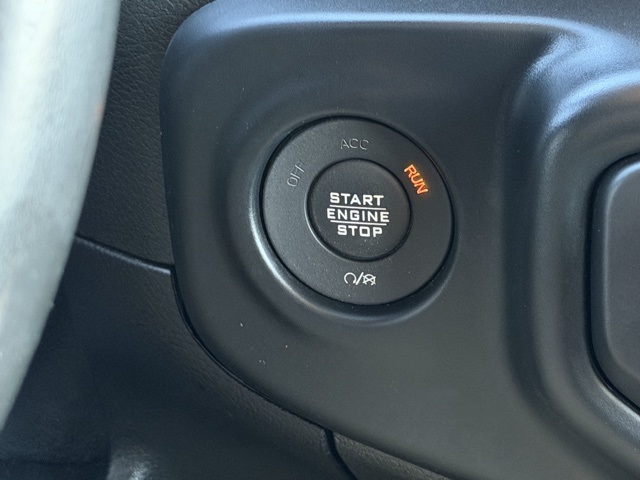 OFF
ACC
RUN
START
ENGINE
STOP